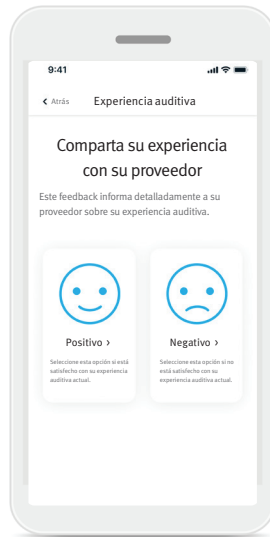 9:41
Atrás Experiencia auditiva
Comparta su experiencia
con su proveedor
Este feedback informa detalladamente a su
proveedor sobre su experiencia auditiva.
Positivo ›
Seleccione esta opción si está
satisfecho con su experiencia
auditiva actual.
Negativo ›
Seleccione esta opción si no
está satisfecho con su
experiencia auditiva actual.